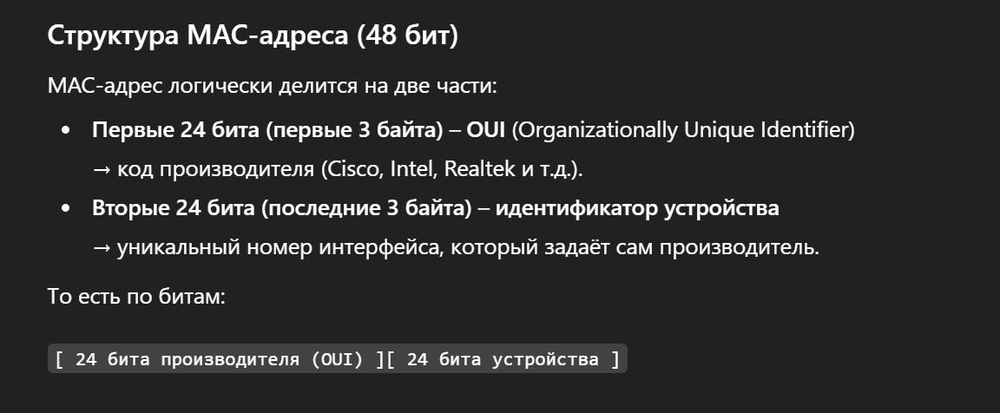 Структура MAC-адреса (48 бит)
MAC-адрес логически делится на две части:
• Первые 24 бита (первые 3 байта) – OUI (Organizationally Unique Identifier)
→ код производителя (Cisco, Intel, Realtek и т.д.).
• Вторые 24 бита (последние 3 байта) – идентификатор устройства
→ уникальный номер интерфейса, который задаёт сам производитель.
То есть по битам:
[ 24 бита производителя (OUI) ][ 24 бита устройства ]